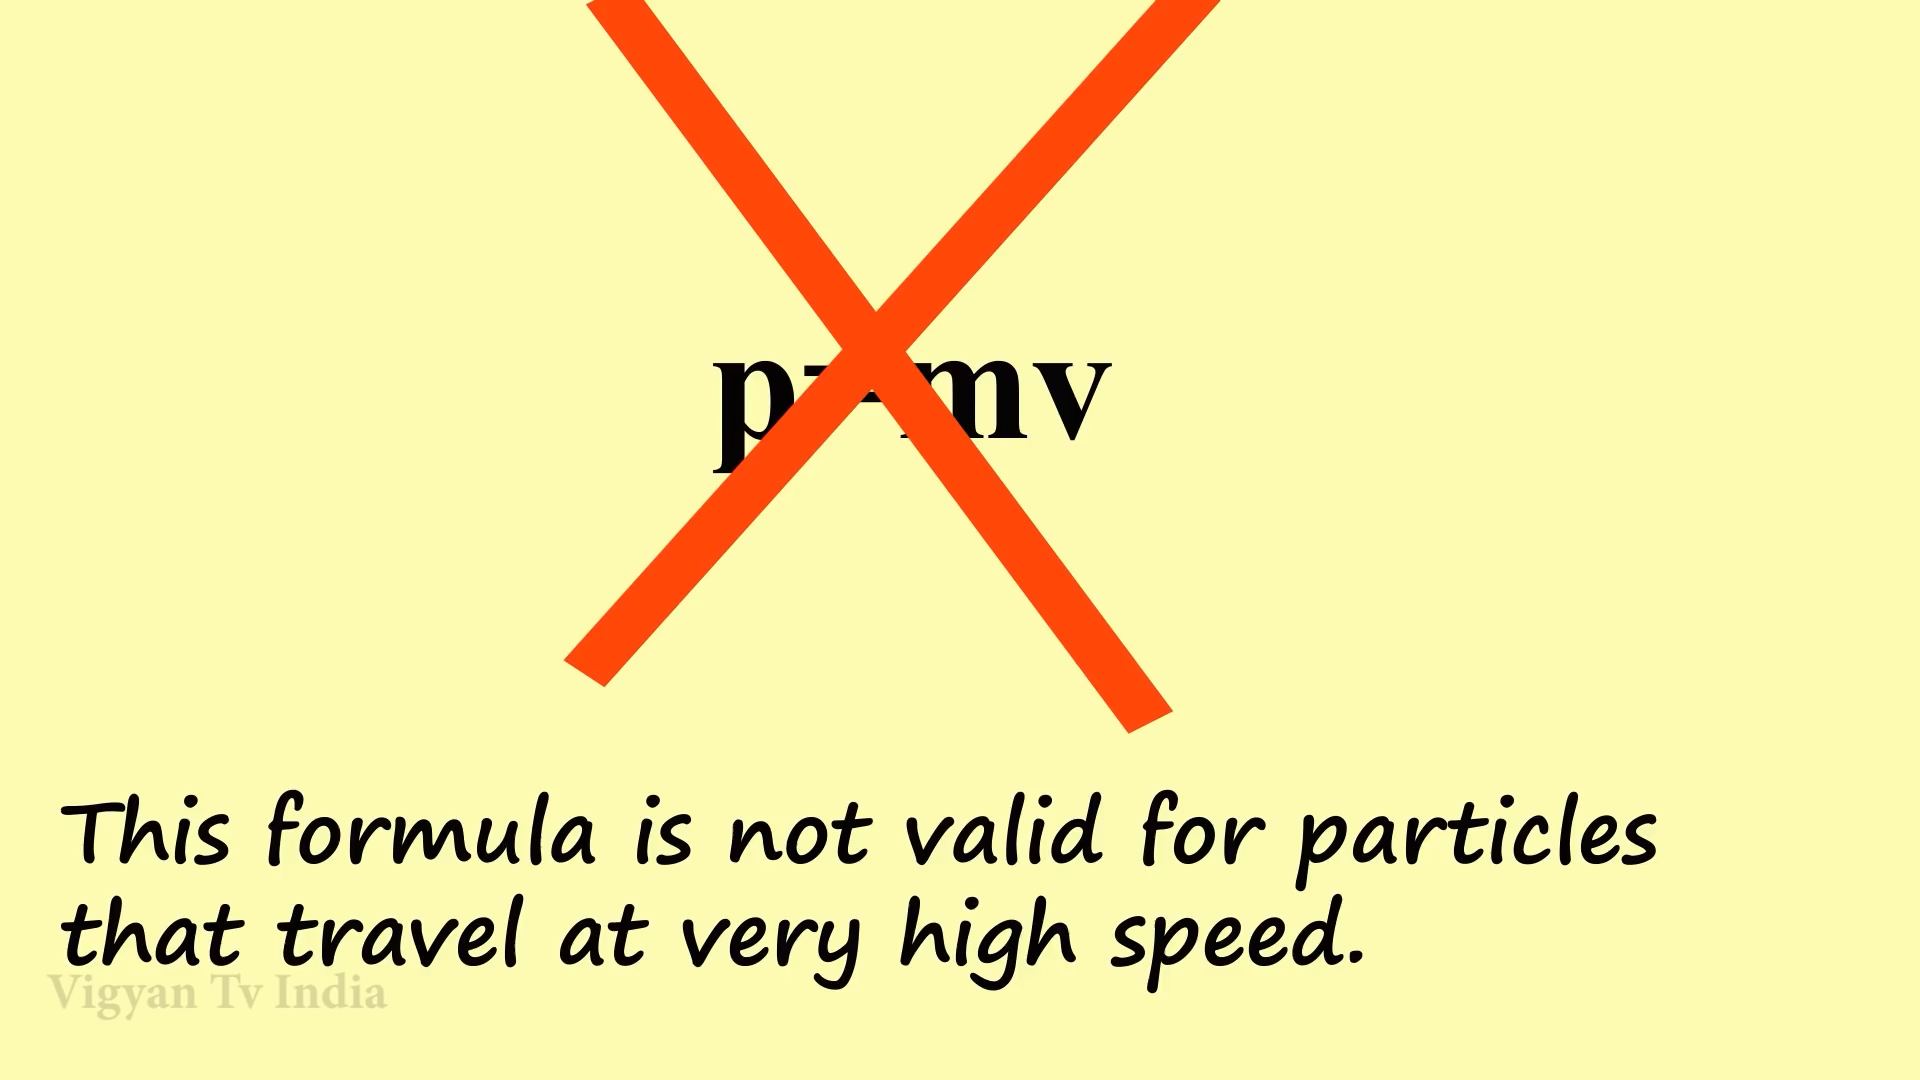 p=mv
This formula is not valid for particles
that travel at very high speed.
Vigyan Tv India